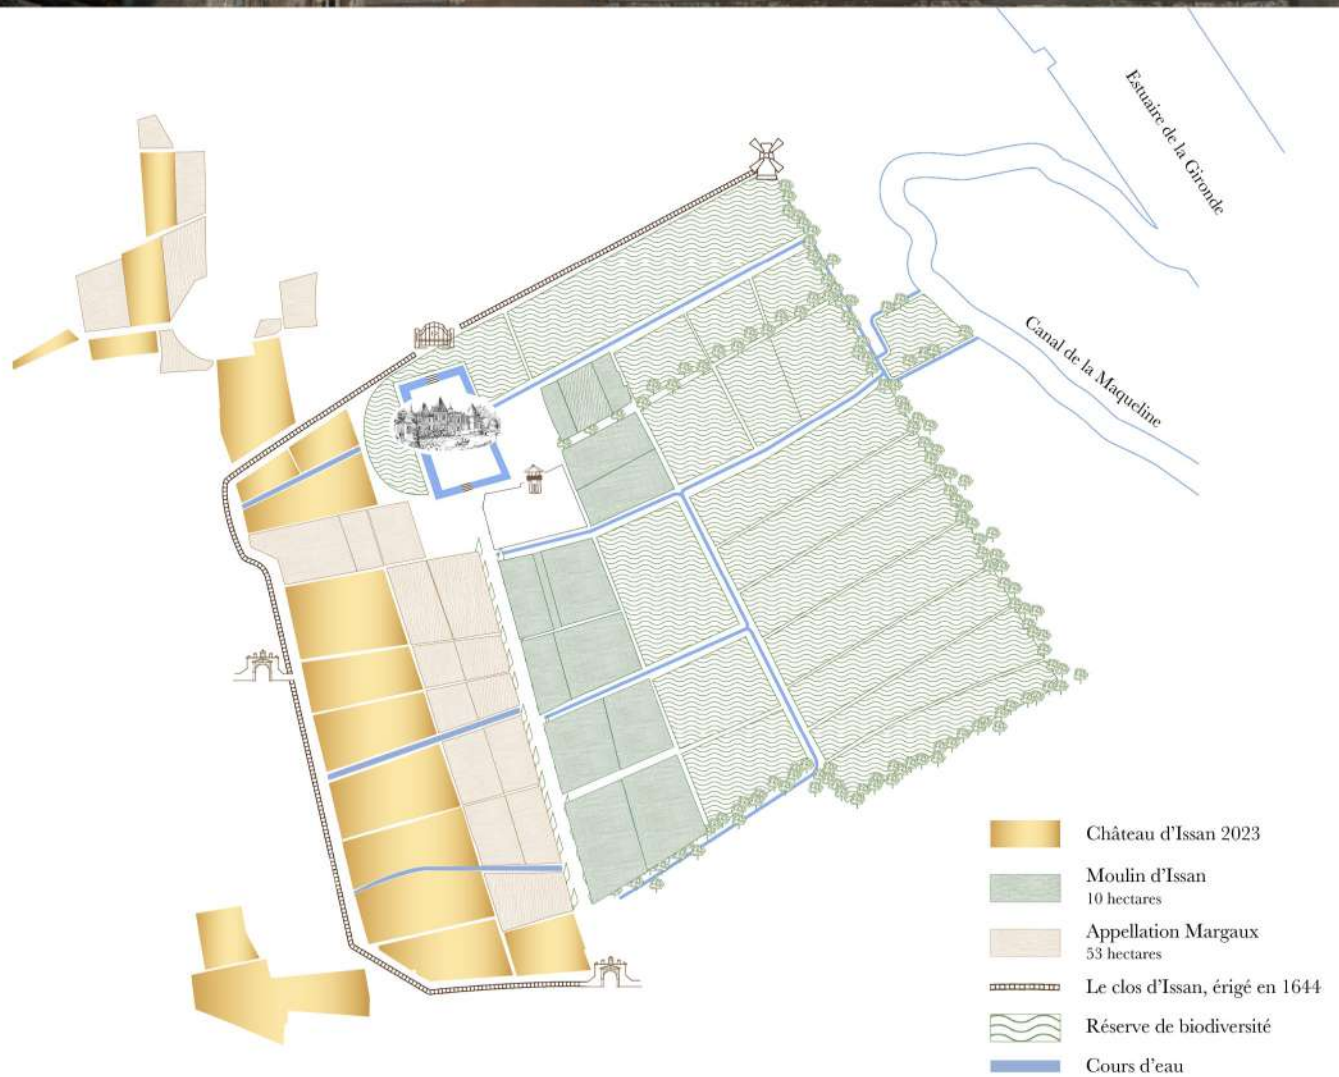 Estuaire de la Gironde
Canal de la Maqueline
Château d'Issan 2023
Moulin d'Issan
10 hectares
Appellation Margaux
53 hectares
Le clos d'Issan, érigé en 1644
Réserve de biodiversité
Cours d'eau